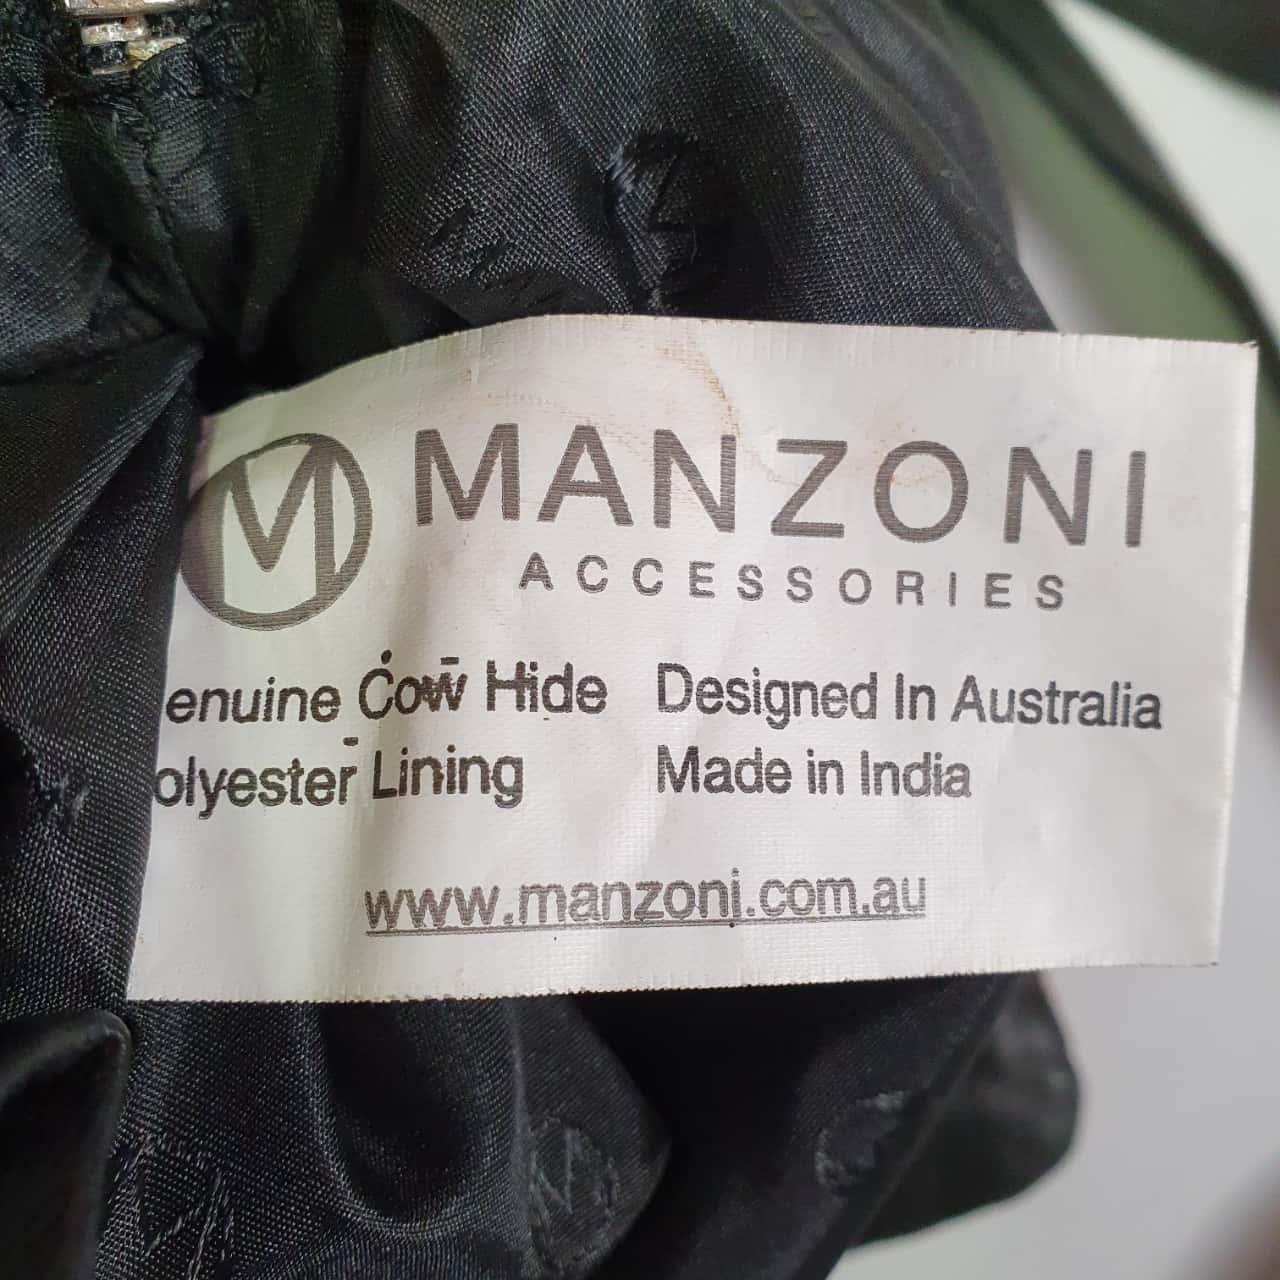 M MANZONI
ACCESSORIES
enuine Cow Hide Designed In Australia
olyester Lining Made in India
www.manzoni.com.au